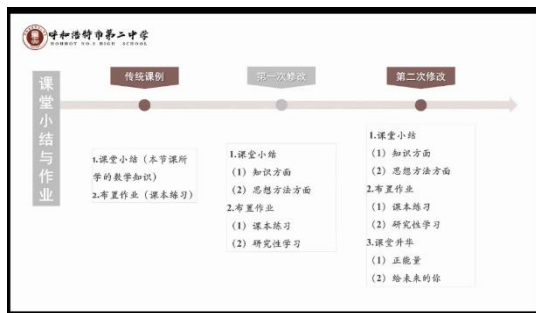 呼和浩特市第二中学
HOHHOT NO.2 HIGH SCHOOL
课堂小结与作业
传统课例
第一次修改
第二次修改
1.课堂小结（本节课所
学的数学知识）
2.布置作业（课本练习）
1.课堂小结
（1）知识方面
（2）思想方法方面
2.布置作业
（1）课本练习
（2）研究性学习
1.课堂小结
（1）知识方面
（2）思想方法方面
2.布置作业
（1）课本练习
（2）研究性学习
3.课堂升华
（1）正能量
（2）给未来的你